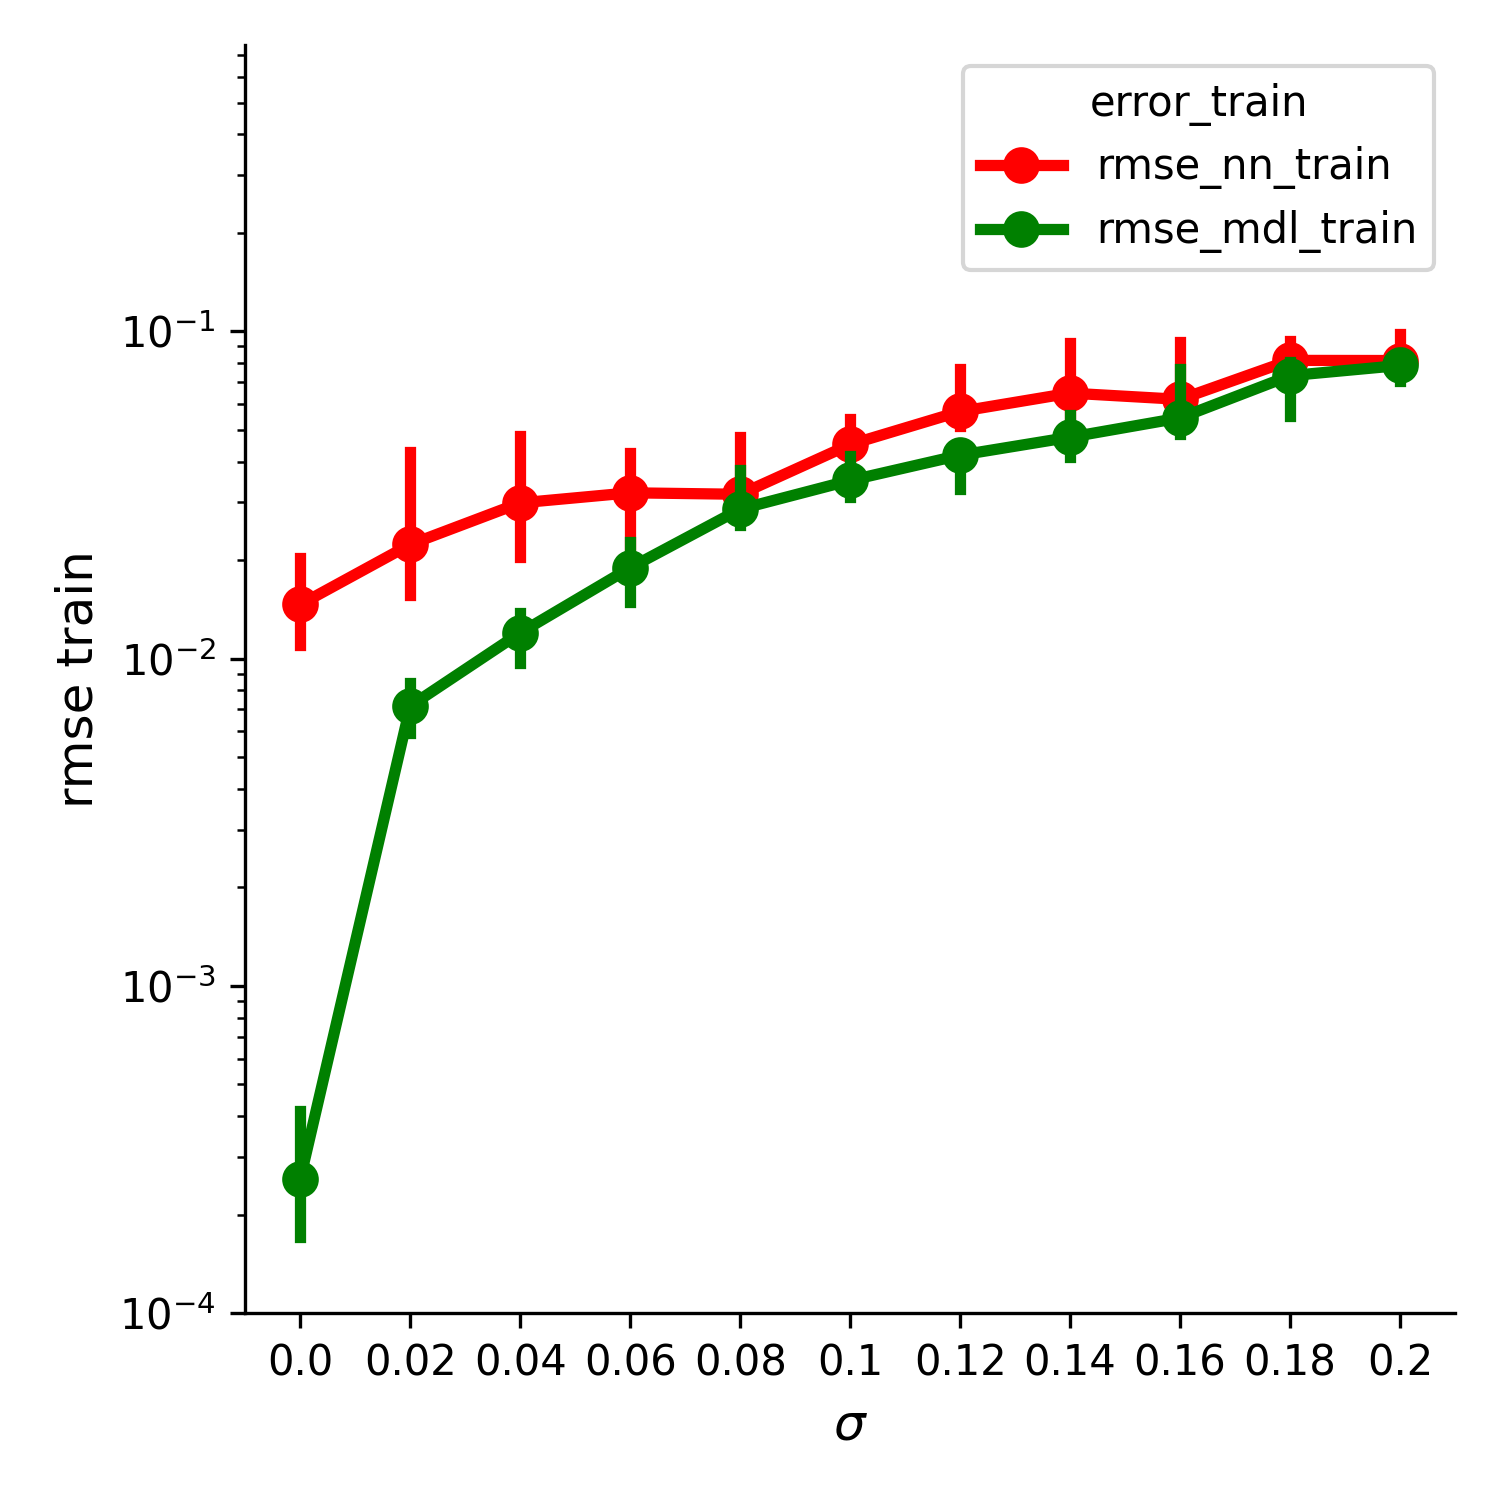 error_train
rmse_nn_train
rmse_mdl_train
10⁻¹
10⁻²
10⁻³
10⁻⁴
rmse train
0.0 0.02 0.04 0.06 0.08 0.1 0.12 0.14 0.16 0.18 0.2
σ